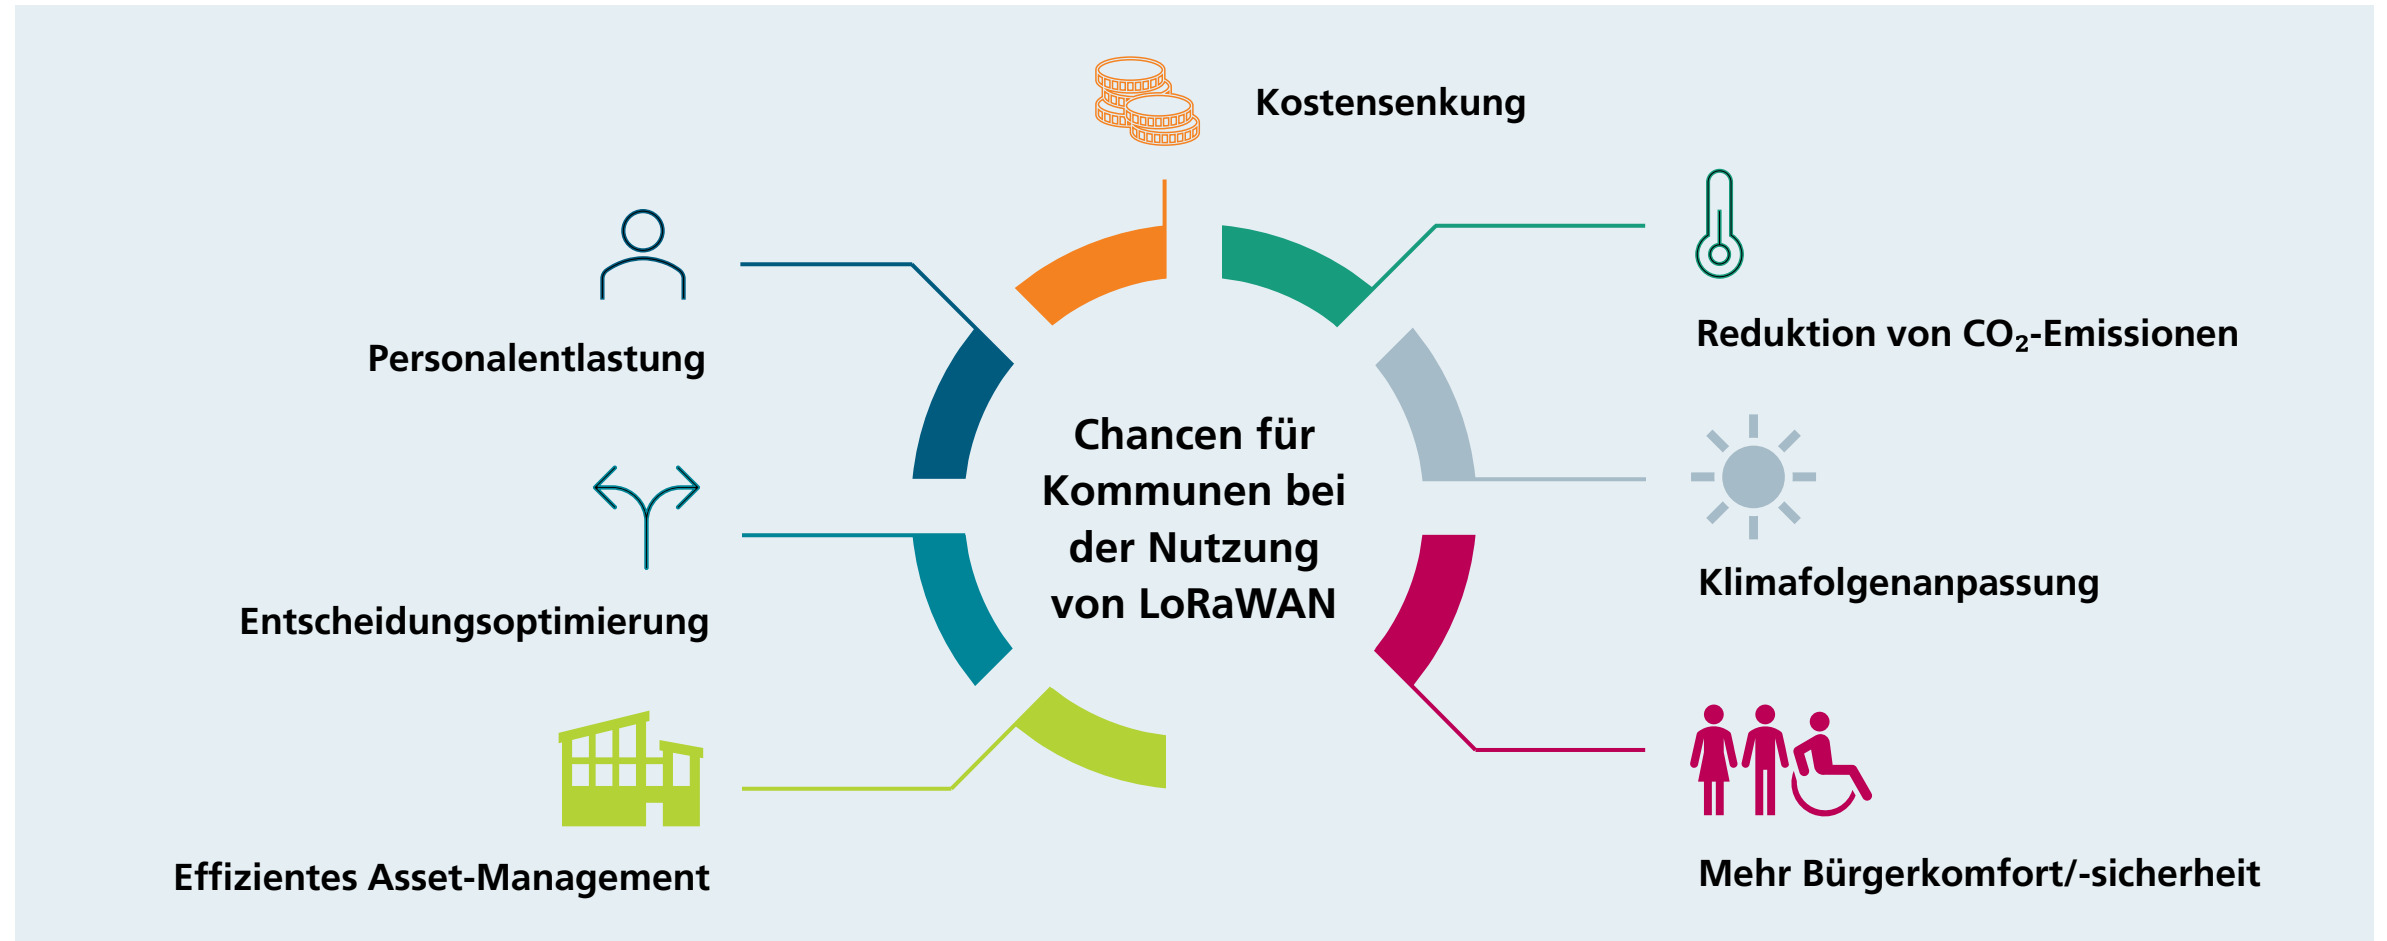 Kostensenkung
Reduktion von CO₂-Emissionen
Personalentlastung
Chancen für
Kommunen bei
der Nutzung
von LoRaWAN
Klimafolgenanpassung
Entscheidungsoptimierung
Mehr Bürgerkomfort/-sicherheit
Effizientes Asset-Management